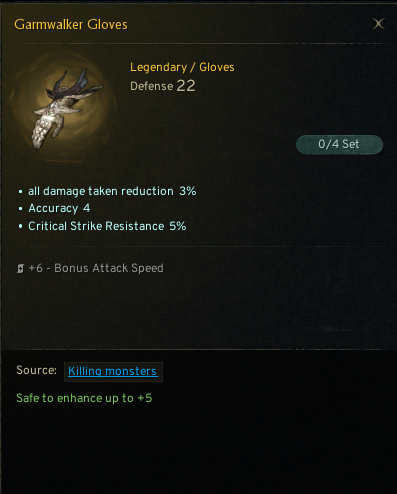 Garmwalker Gloves
Legendary / Gloves
Defense 22
0/4 Set
• all damage taken reduction 3%
• Accuracy 4
• Critical Strike Resistance 5%
+6 - Bonus Attack Speed
Source: Killing monsters
Safe to enhance up to +5